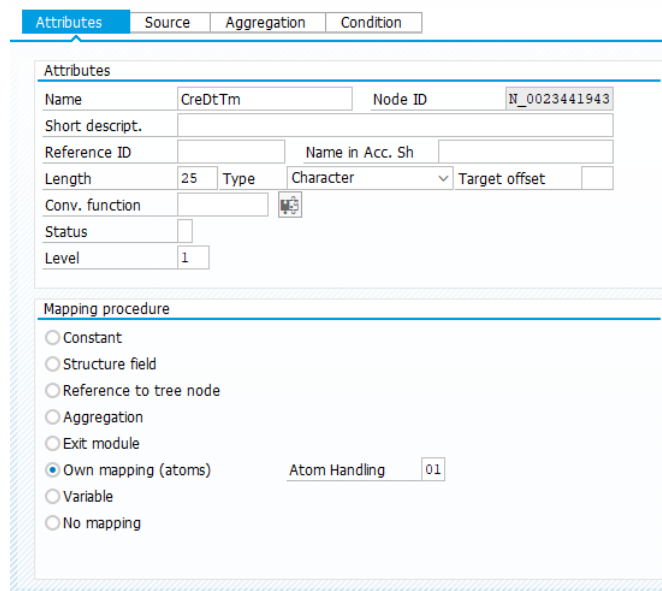 Attributes Source Aggregation Condition
Attributes
Name CreDtTm Node ID N_0023441943
Short descript.
Reference ID Name in Acc. Sh
Length 25 Type Character Target offset
Conv. function
Status
Level 1
Mapping procedure
Constant
Structure field
Reference to tree node
Aggregation
Exit module
Own mapping (atoms) Atom Handling 01
Variable
No mapping